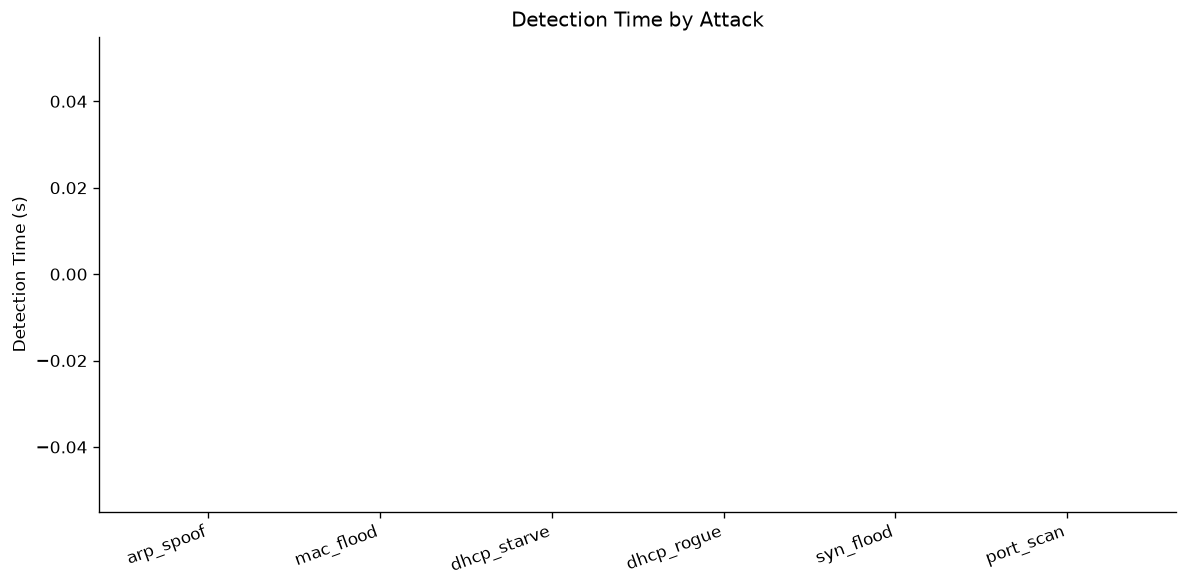 Detection Time by Attack
Detection Time (s)
0.04
0.02
0.00
−0.02
−0.04
arp_spoof
mac_flood
dhcp_starve
dhcp_rogue
syn_flood
port_scan